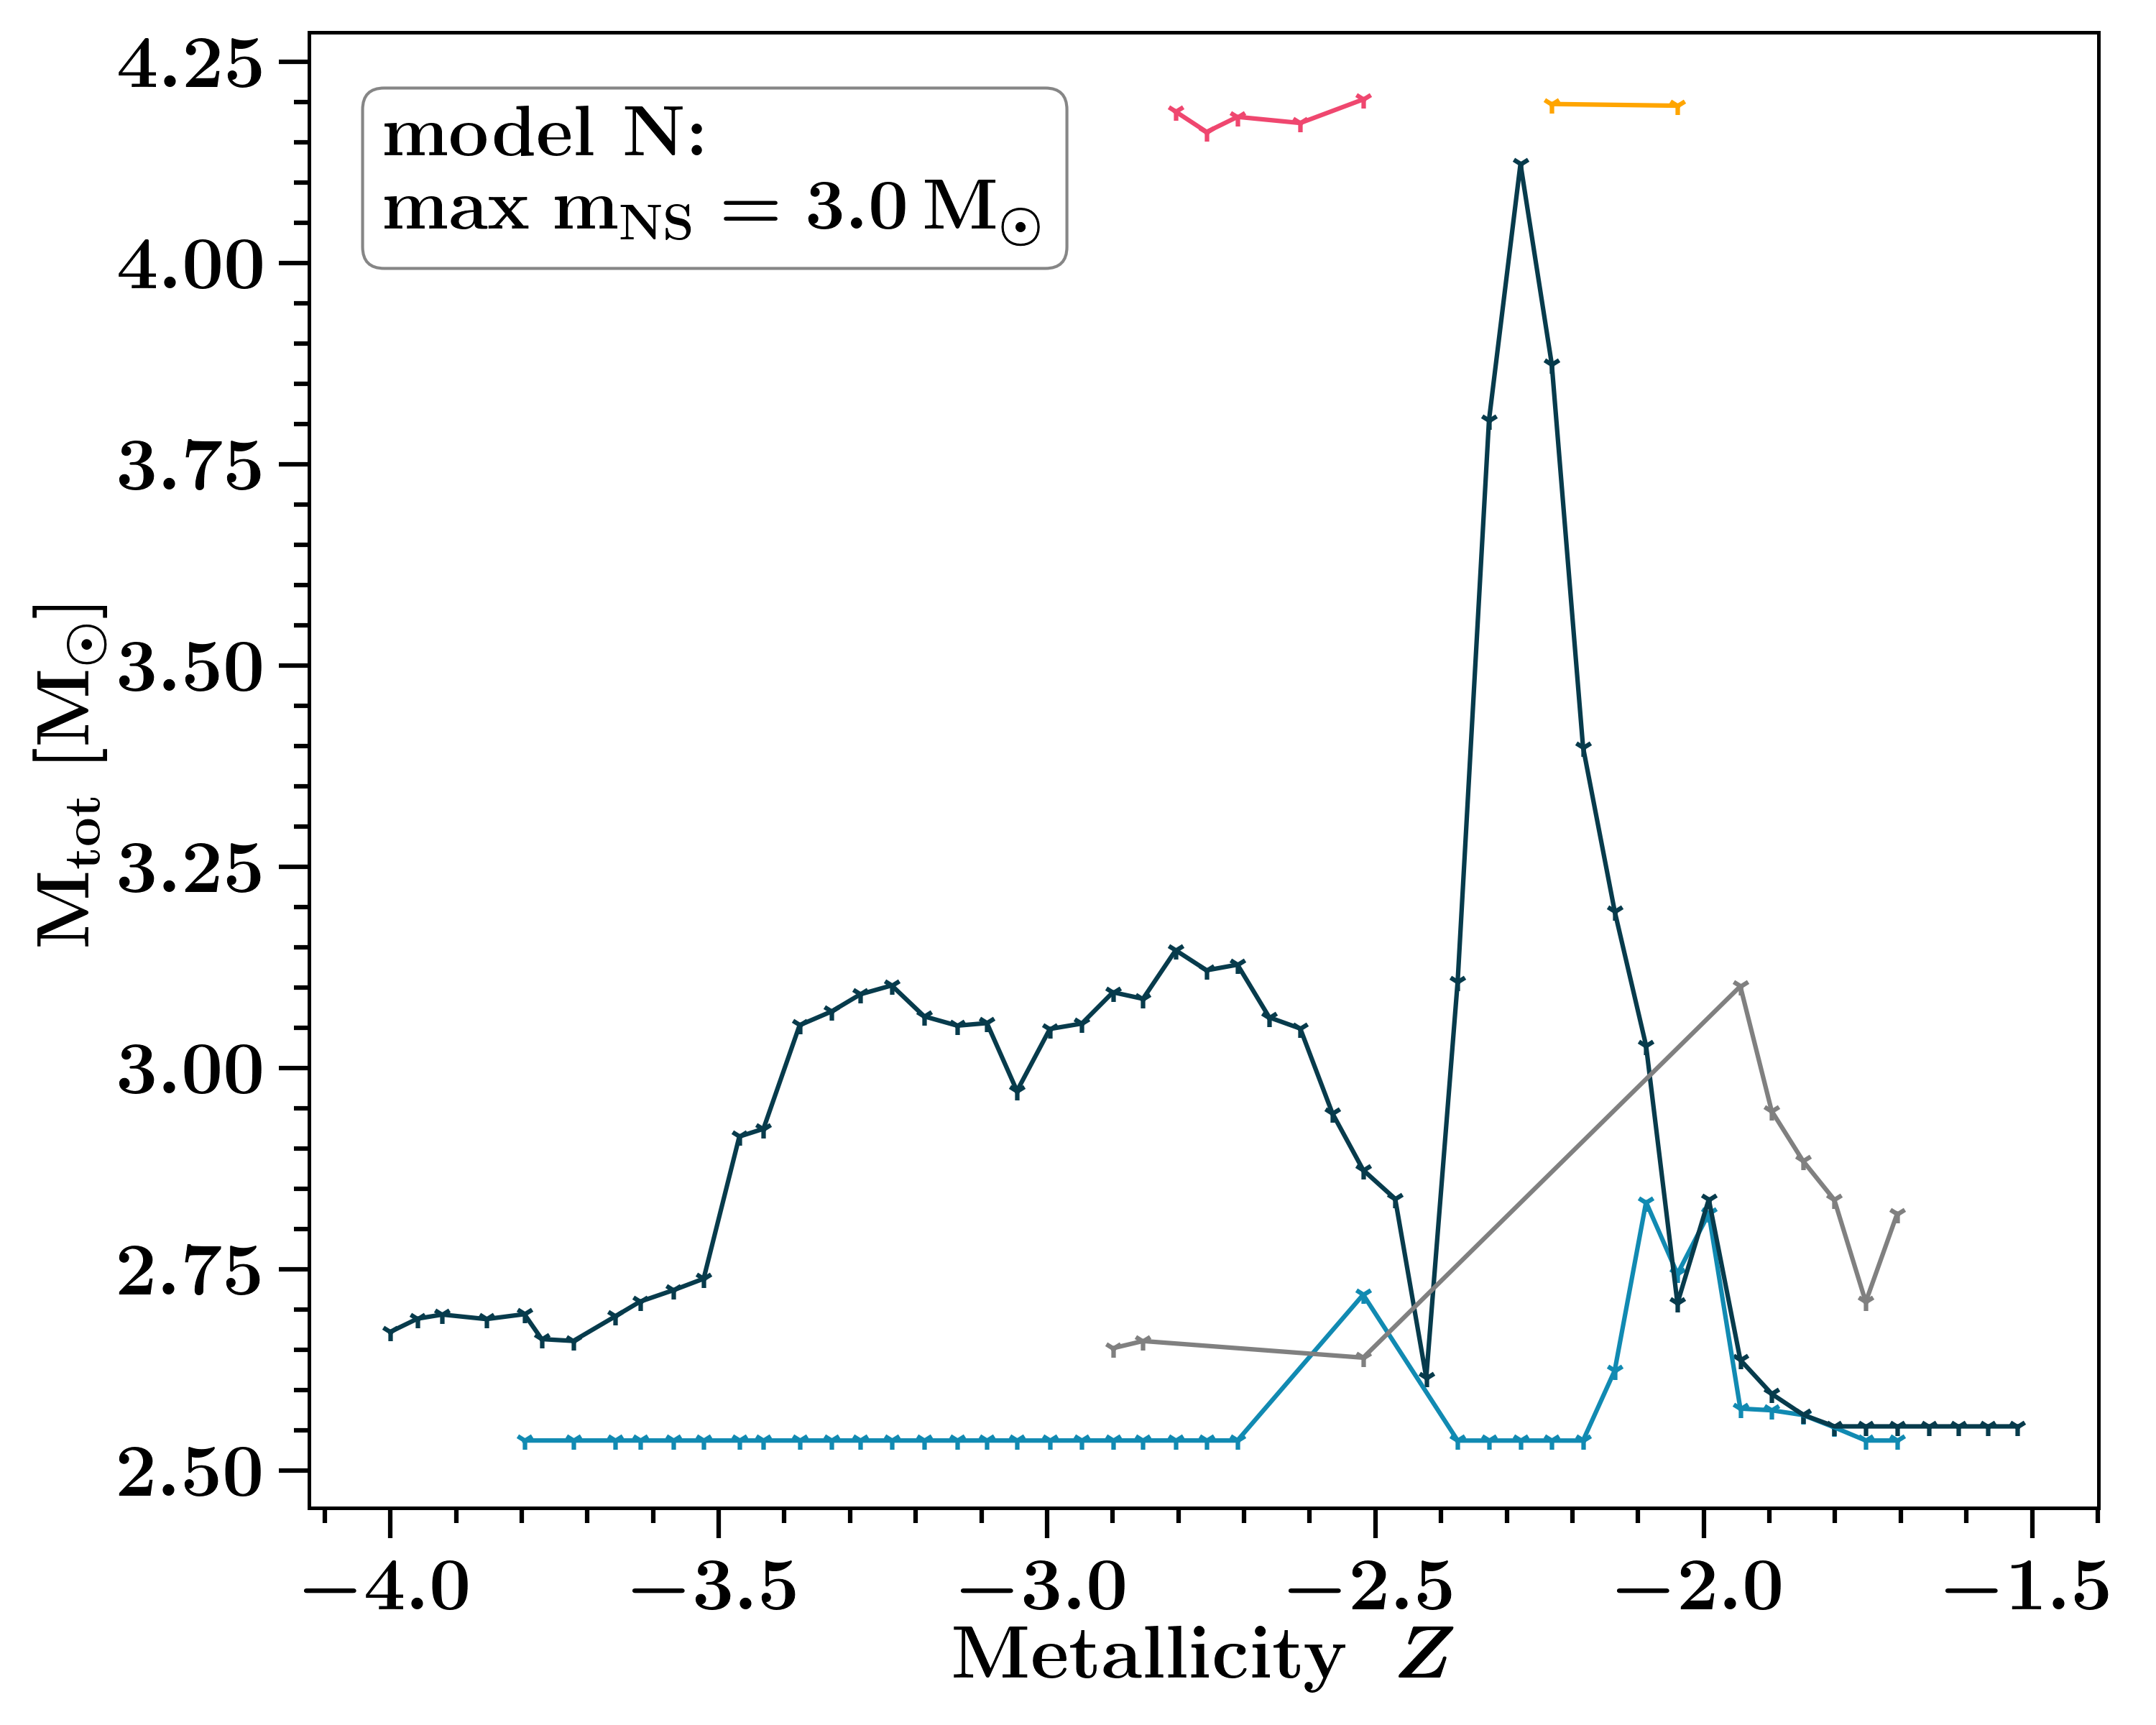 model N:
max m_NS = 3.0 M_⊙
M_tot [M_⊙]
4.25
4.00
3.75
3.50
3.25
3.00
2.75
2.50
−4.0 −3.5 −3.0 −2.5 −2.0 −1.5
Metallicity Z